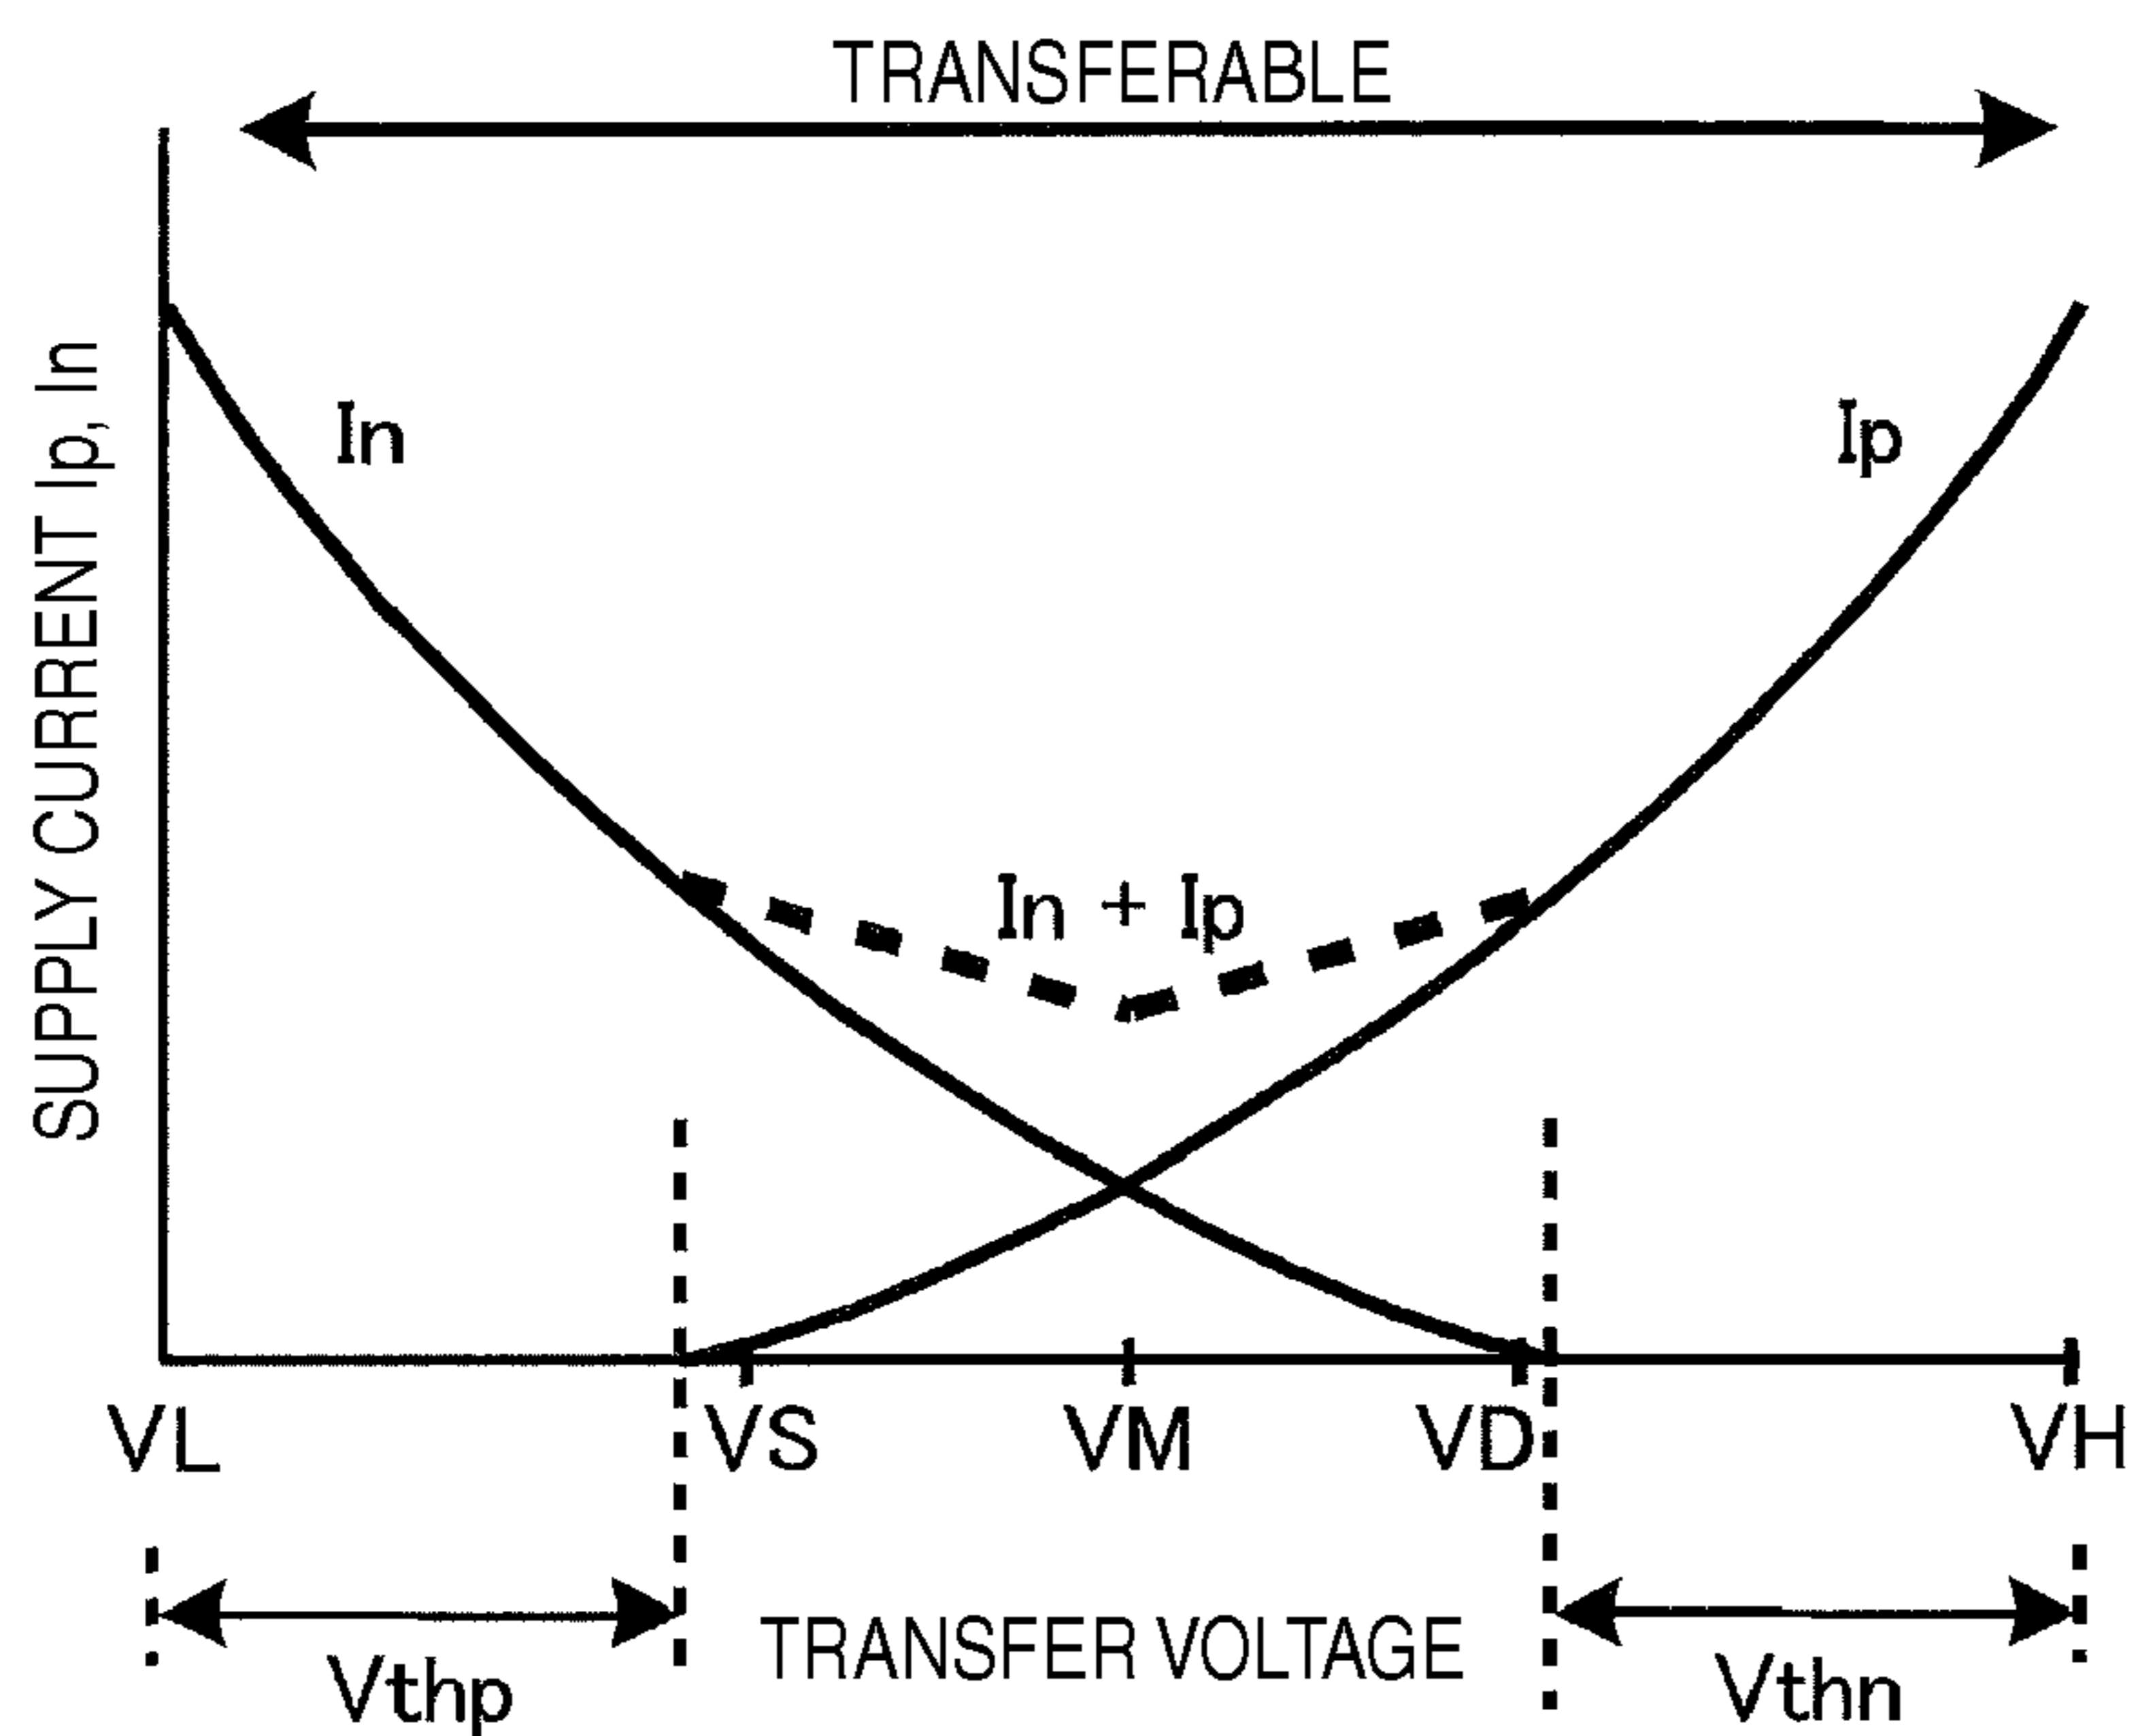 TRANSFERABLE
SUPPLY CURRENT Ip, In
In
Ip
In + Ip
VL
VS
VM
VD
VH
Vthp
TRANSFER VOLTAGE
Vthn